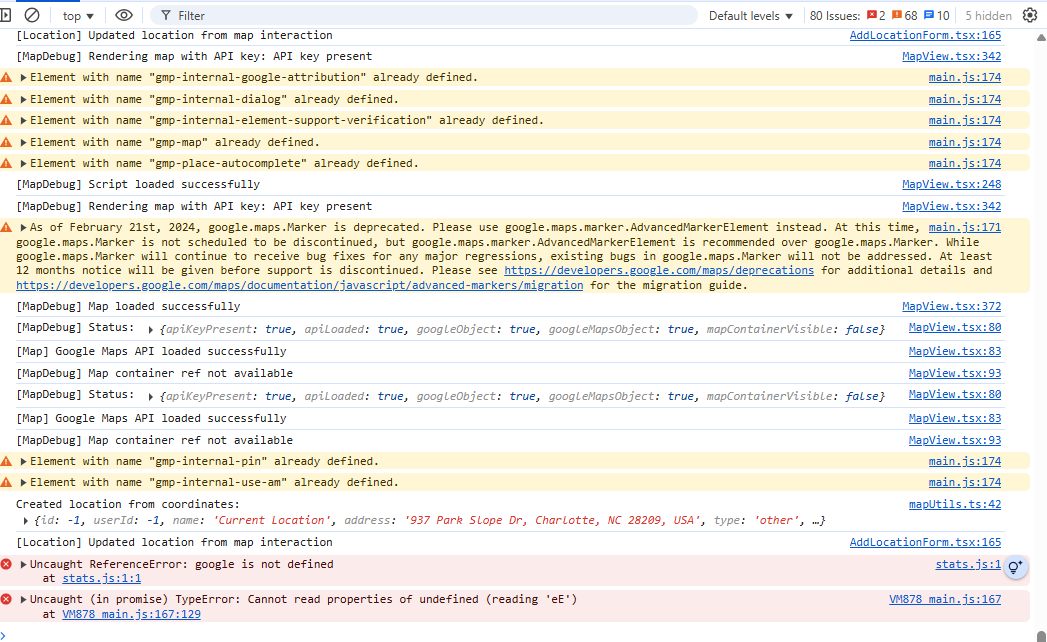 top ▼ Filter Default levels ▼ 80 Issues: 2 68 10 5 hidden
[Location] Updated location from map interaction AddLocationForm.tsx:165
[MapDebug] Rendering map with API key: API key present MapView.tsx:342
Element with name "gmp-internal-google-attribution" already defined. main.js:174
Element with name "gmp-internal-dialog" already defined. main.js:174
Element with name "gmp-internal-element-support-verification" already defined. main.js:174
Element with name "gmp-map" already defined. main.js:174
Element with name "gmp-place-autocomplete" already defined. main.js:174
[MapDebug] Script loaded successfully MapView.tsx:248
[MapDebug] Rendering map with API key: API key present MapView.tsx:342
As of February 21st, 2024, google.maps.Marker is deprecated. Please use google.maps.marker.AdvancedMarkerElement instead. At this time, main.js:171
google.maps.Marker is not scheduled to be discontinued, but google.maps.marker.AdvancedMarkerElement is recommended over google.maps.Marker. While
google.maps.Marker will continue to receive bug fixes for any major regressions, existing bugs in google.maps.Marker will not be addressed. At least
12 months notice will be given before support is discontinued. Please see https://developers.google.com/maps/deprecations for additional details and
https://developers.google.com/maps/documentation/javascript/advanced-markers/migration for the migration guide.
[MapDebug] Map loaded successfully MapView.tsx:372
[MapDebug] Status: {apiKeyPresent: true, apiLoaded: true, googleObject: true, googleMapsObject: true, mapContainerVisible: false} MapView.tsx:80
[Map] Google Maps API loaded successfully MapView.tsx:83
[MapDebug] Map container ref not available MapView.tsx:93
[MapDebug] Status: {apiKeyPresent: true, apiLoaded: true, googleObject: true, googleMapsObject: true, mapContainerVisible: false} MapView.tsx:80
[Map] Google Maps API loaded successfully MapView.tsx:83
[MapDebug] Map container ref not available MapView.tsx:93
Element with name "gmp-internal-pin" already defined. main.js:174
Element with name "gmp-internal-use-am" already defined. main.js:174
Created location from coordinates: mapUtils.ts:42
{id: -1, userId: -1, name: 'Current Location', address: '937 Park Slope Dr, Charlotte, NC 28209, USA', type: 'other', …}
[Location] Updated location from map interaction AddLocationForm.tsx:165
Uncaught ReferenceError: google is not defined stats.js:1
at stats.js:1:1
Uncaught (in promise) TypeError: Cannot read properties of undefined (reading 'eE') VM878 main.js:167
at VM878 main.js:167:129